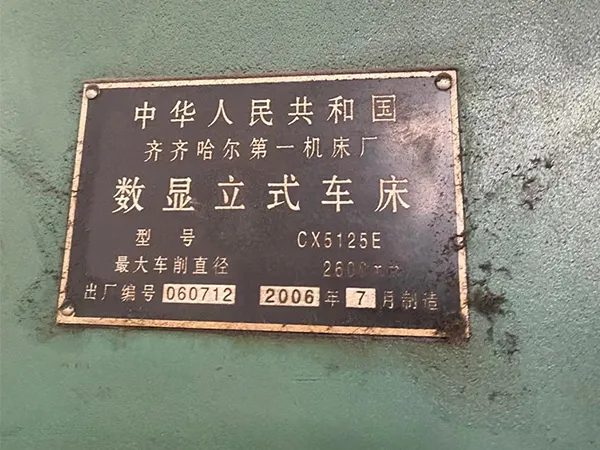 中华人民共和国
齐齐哈尔第一机床厂
数显立式车床
型号 CX5125E
最大车削直径
出厂编号 060712 2006 年 7 月制造